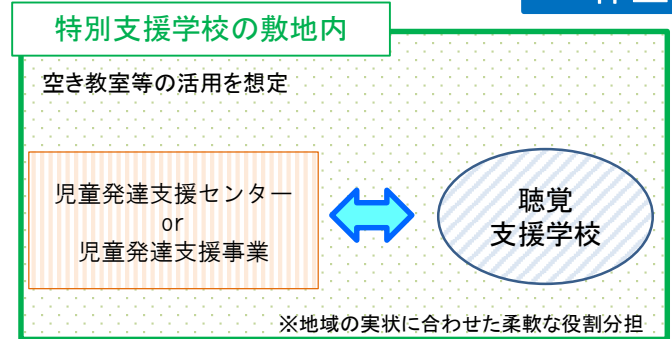 特別支援学校の敷地内
空き教室等の活用を想定
児童発達支援センター
or
児童発達支援事業
聴覚
支援学校
※地域の実状に合わせた柔軟な役割分担